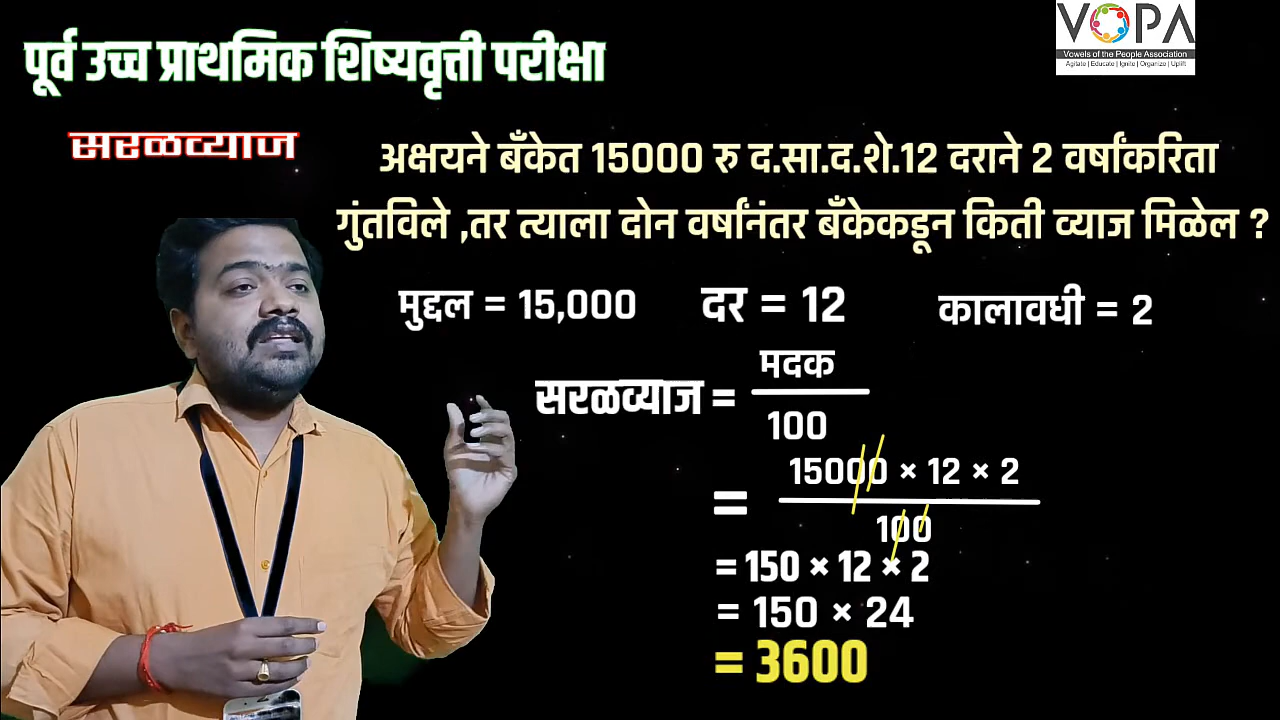 पूर्व उच्च प्राथमिक शिष्यवृत्ती परीक्षा
VOPA
Vowels of the People Association
Agitate | Educate | Ignite | Organize | Uplift
सरळव्याज
अक्षयने बँकेत 15000 रु द.सा.द.शे.12 दराने 2 वर्षांकरिता
गुंतविले ,तर त्याला दोन वर्षांनंतर बँकेकडून किती व्याज मिळेल ?
मुद्दल = 15,000 दर = 12 कालावधी = 2
सरळव्याज = मदक
100
= 15000 × 12 × 2
100
= 150 × 12 × 2
= 150 × 24
= 3600